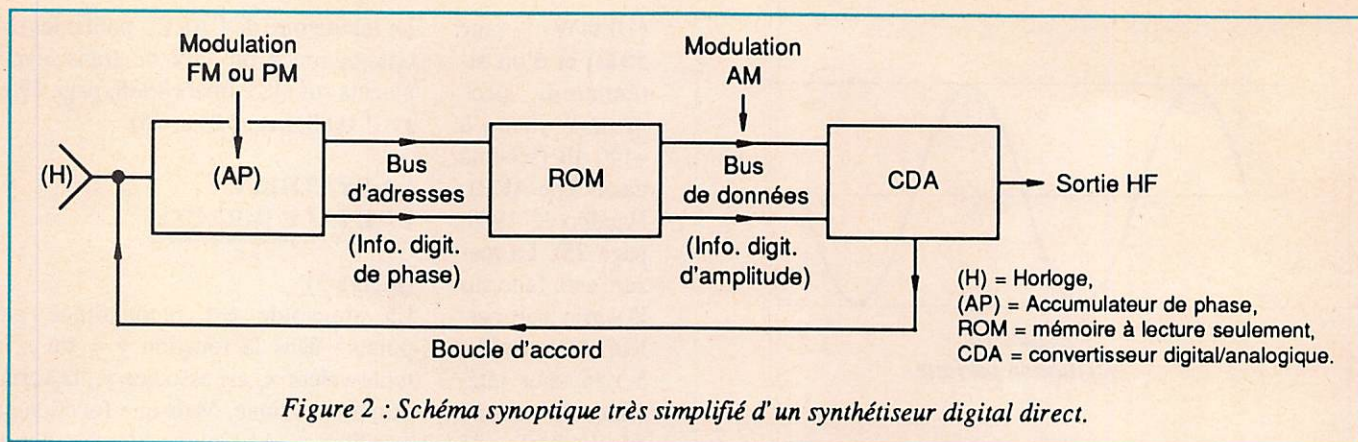 Modulation
FM ou PM
Modulation
AM
(H)
(AP)
Bus
d'adresses
(Info. digit.
de phase)
ROM
Bus
de données
(Info. digit.
d'amplitude)
CDA
Sortie HF
Boucle d'accord
(H) = Horloge,
(AP) = Accumulateur de phase,
ROM = mémoire à lecture seulement,
CDA = convertisseur digital/analogique.
Figure 2 : Schéma synoptique très simplifié d'un synthétiseur digital direct.